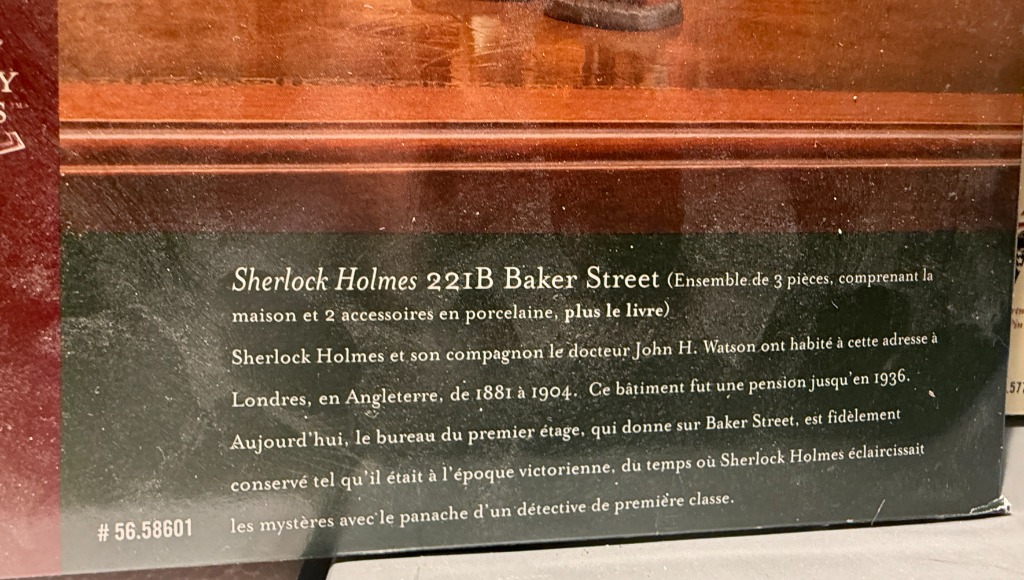 Y
S
Sherlock Holmes 221B Baker Street (Ensemble de 3 pièces, comprenant la
maison et 2 accessoires en porcelaine, plus le livre)
Sherlock Holmes et son compagnon le docteur John H. Watson ont habité à cette adresse à
Londres, en Angleterre, de 1881 à 1904. Ce bâtiment fut une pension jusqu'en 1936.
Aujourd'hui, le bureau du premier étage, qui donne sur Baker Street, est fidèlement
conservé tel qu'il était à l'époque victorienne, du temps où Sherlock Holmes éclaircissait
les mystères avec le panache d'un détective de première classe.
# 56.58601
.577